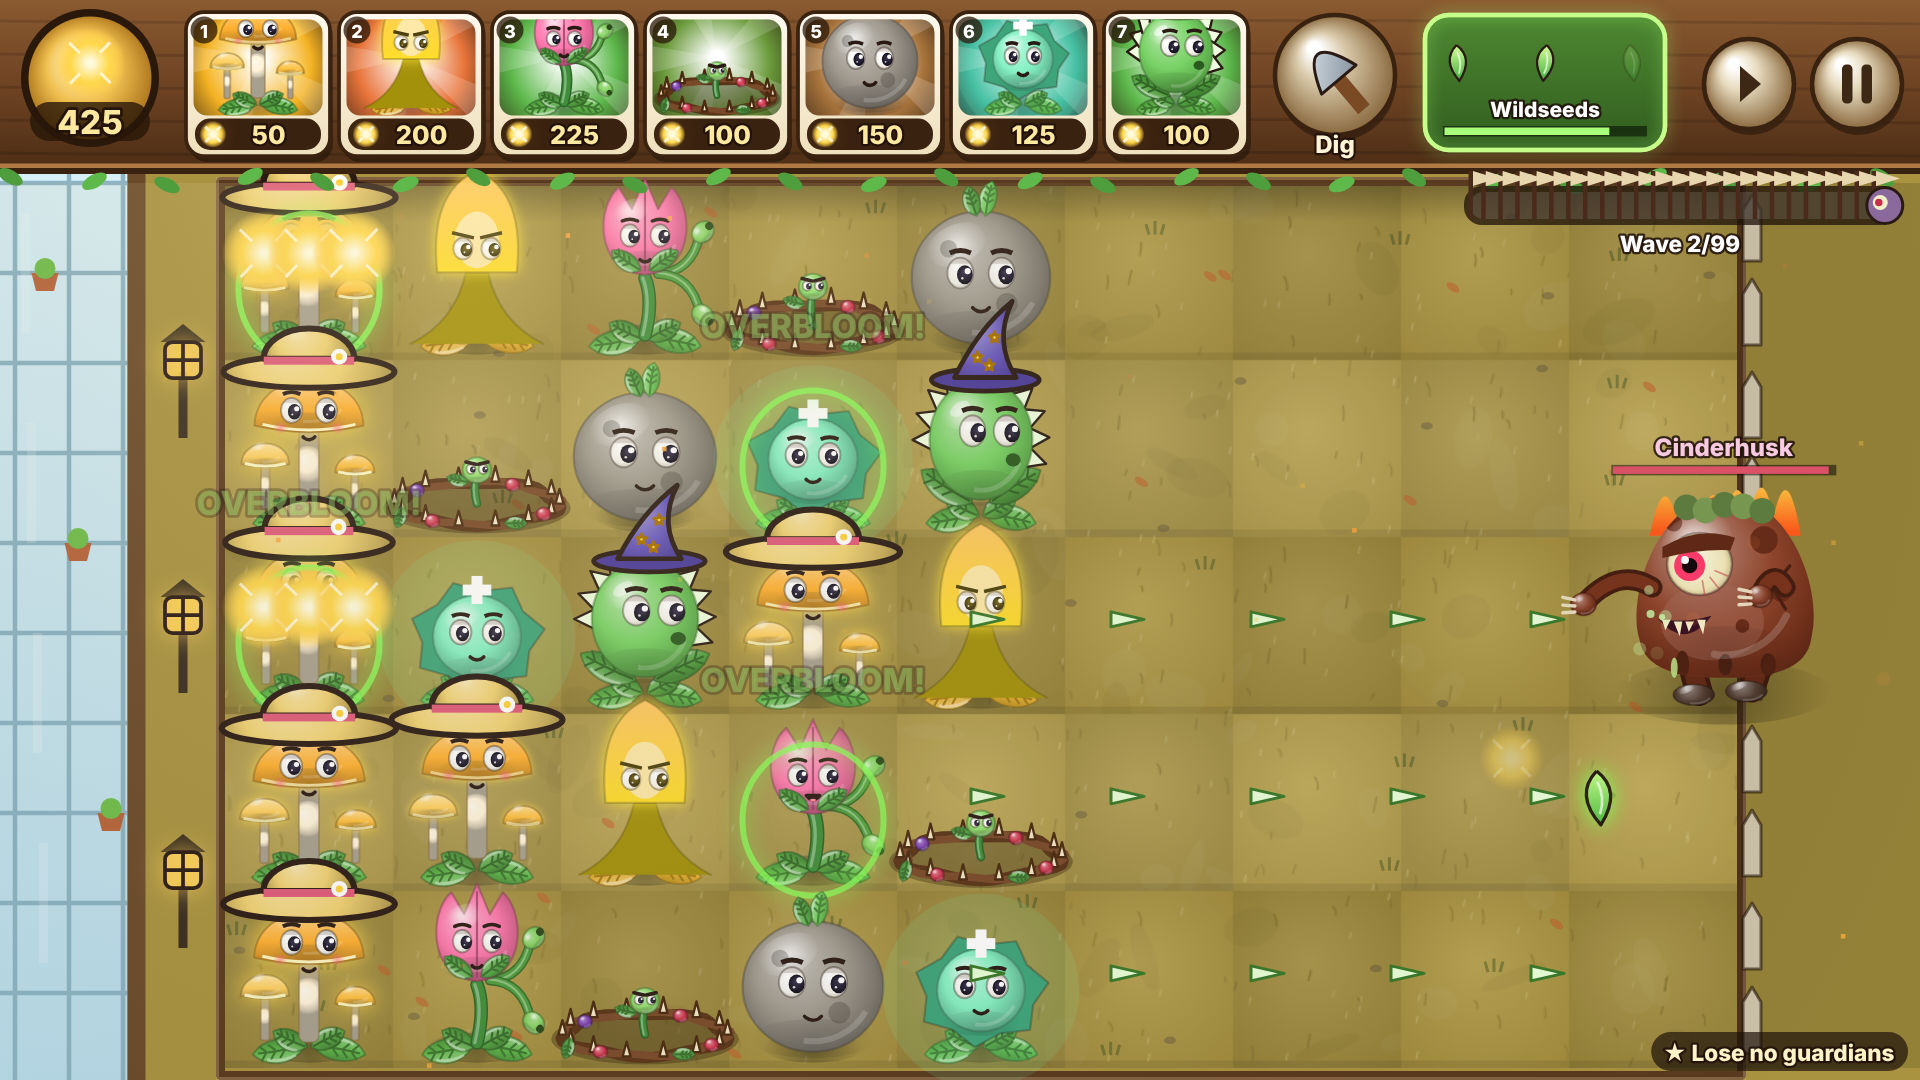 425
1
50
2
200
3
225
4
100
5
150
6
125
7
100
Dig
Wildseeds
Wave 2/99
OVERBLOOM!
Cinderhusk
OVERBLOOM!
OVERBLOOM!
★ Lose no guardians